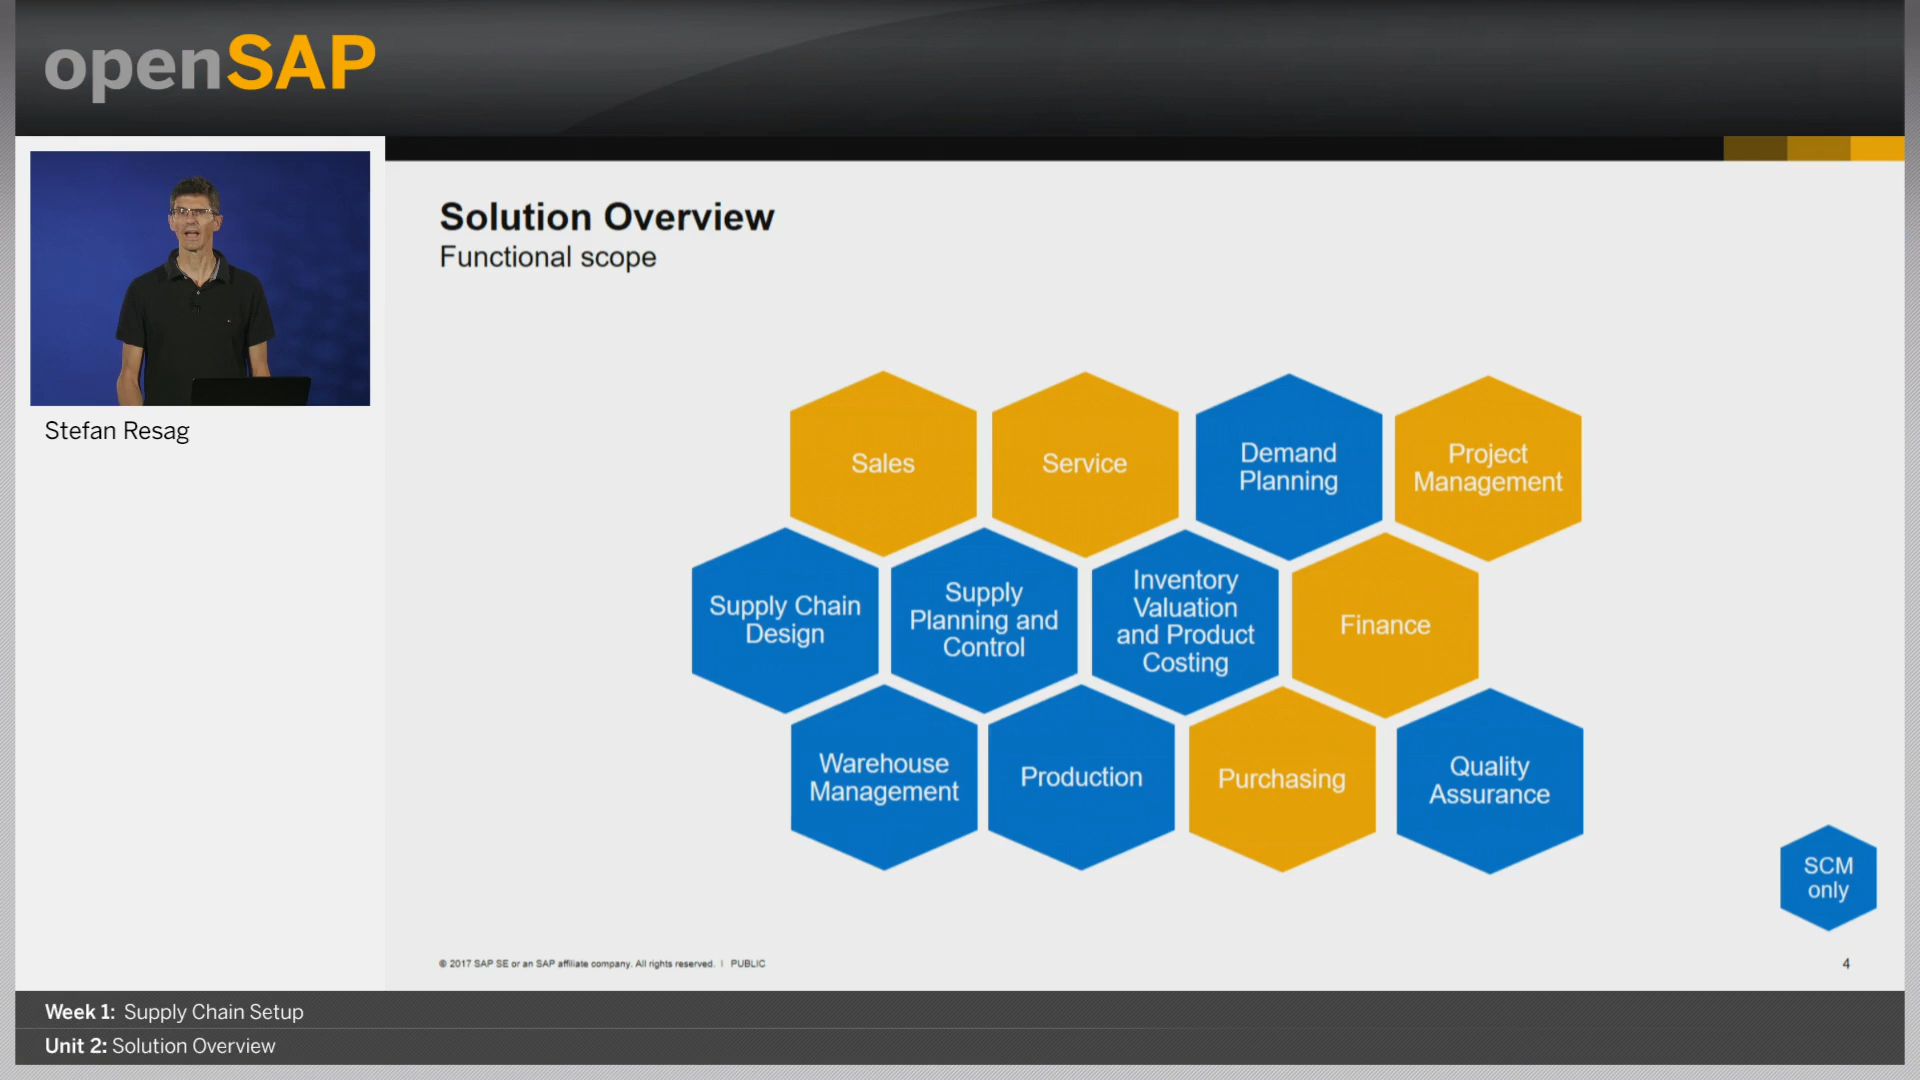 openSAP
Stefan Resag
Solution Overview
Functional scope
Sales
Service
Demand
Planning
Project
Management
Supply Chain
Design
Supply
Planning and
Control
Inventory
Valuation
and Product
Costing
Finance
Warehouse
Management
Production
Purchasing
Quality
Assurance
SCM
only
© 2017 SAP SE or an SAP affiliate company. All rights reserved. | PUBLIC
4
Week 1: Supply Chain Setup
Unit 2: Solution Overview